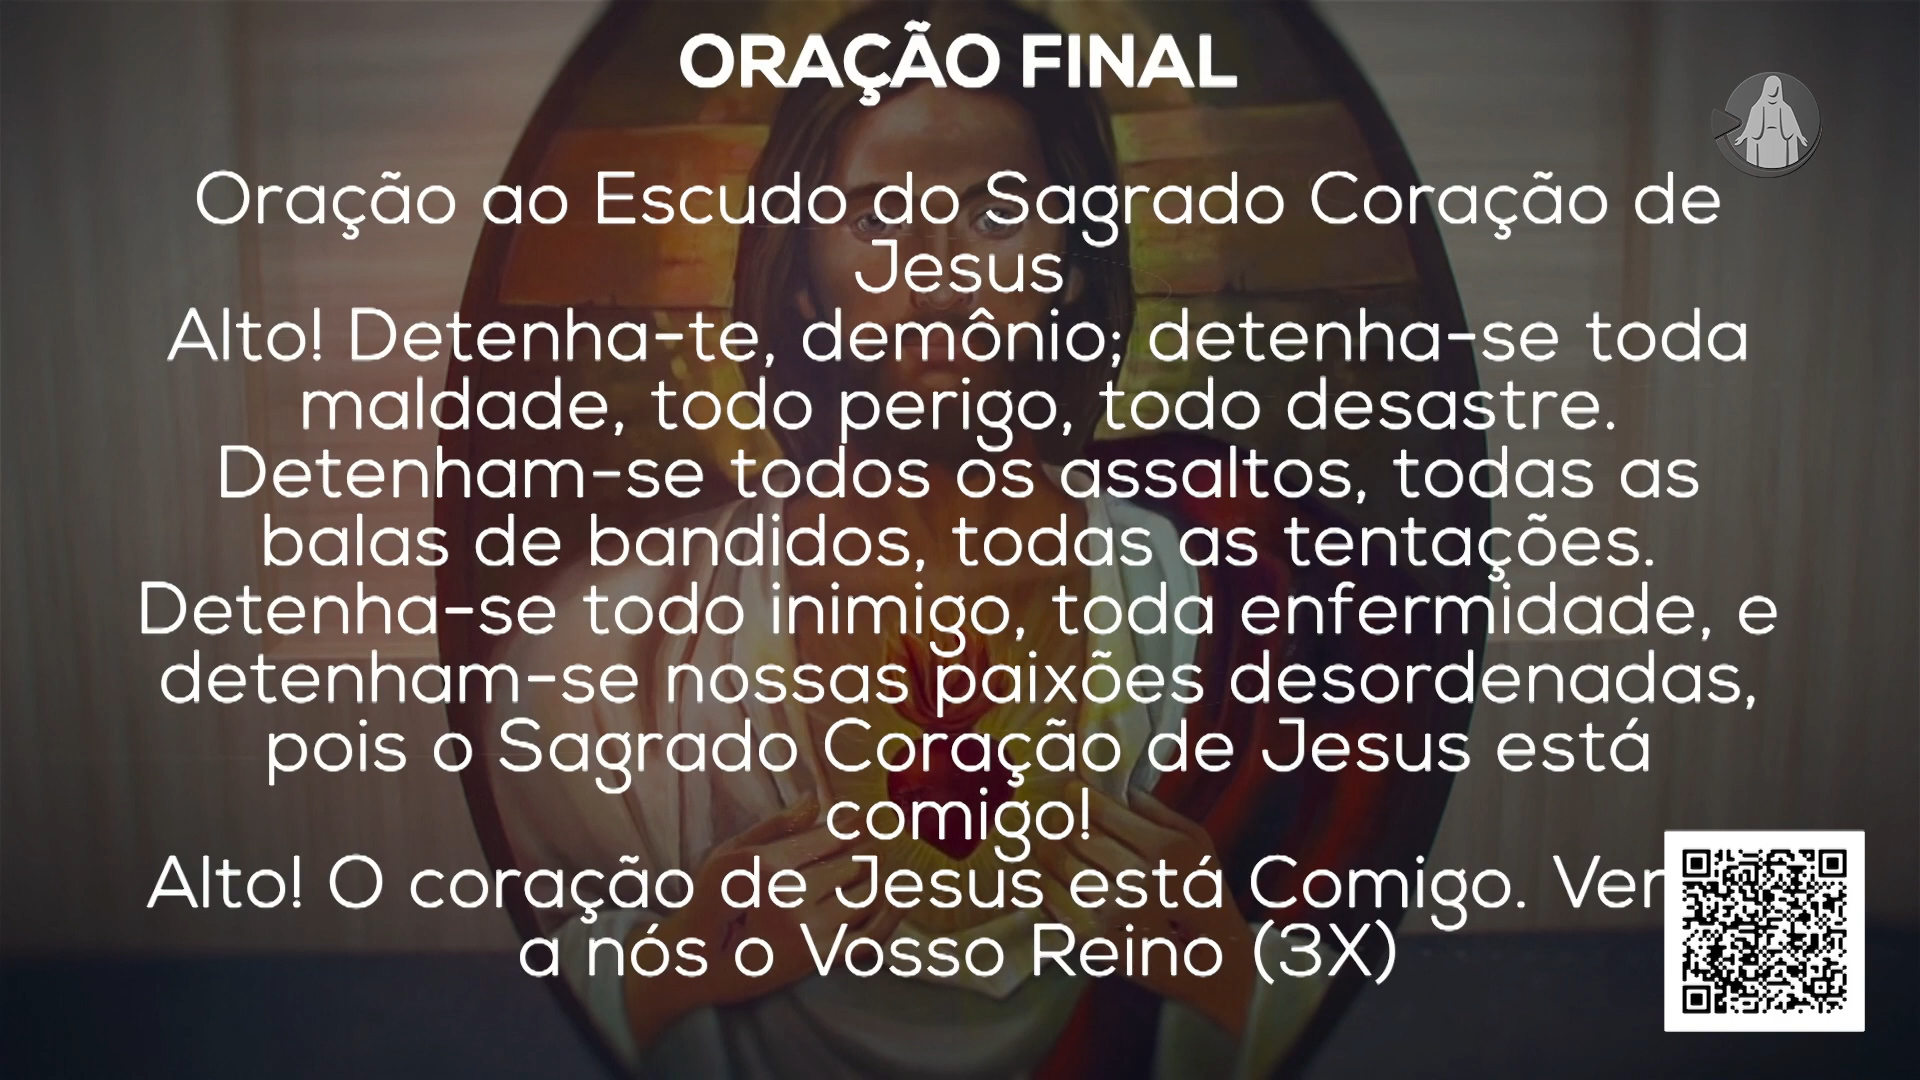 ORAÇÃO FINAL
Oração ao Escudo do Sagrado Coração de
Jesus
Alto! Detenha-te, demônio; detenha-se toda
maldade, todo perigo, todo desastre.
Detenham-se todos os assaltos, todas as
balas de bandidos, todas as tentações.
Detenha-se todo inimigo, toda enfermidade, e
detenham-se nossas paixões desordenadas,
pois o Sagrado Coração de Jesus está
comigo!
Alto! O coração de Jesus está Comigo.
a nós o Vosso Reino (3X)